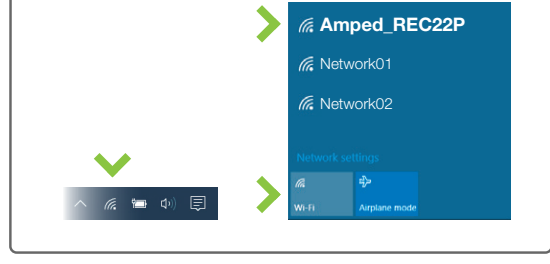 Amped_REC22P
Network01
Network02
Network settings
Wi-Fi
Airplane mode